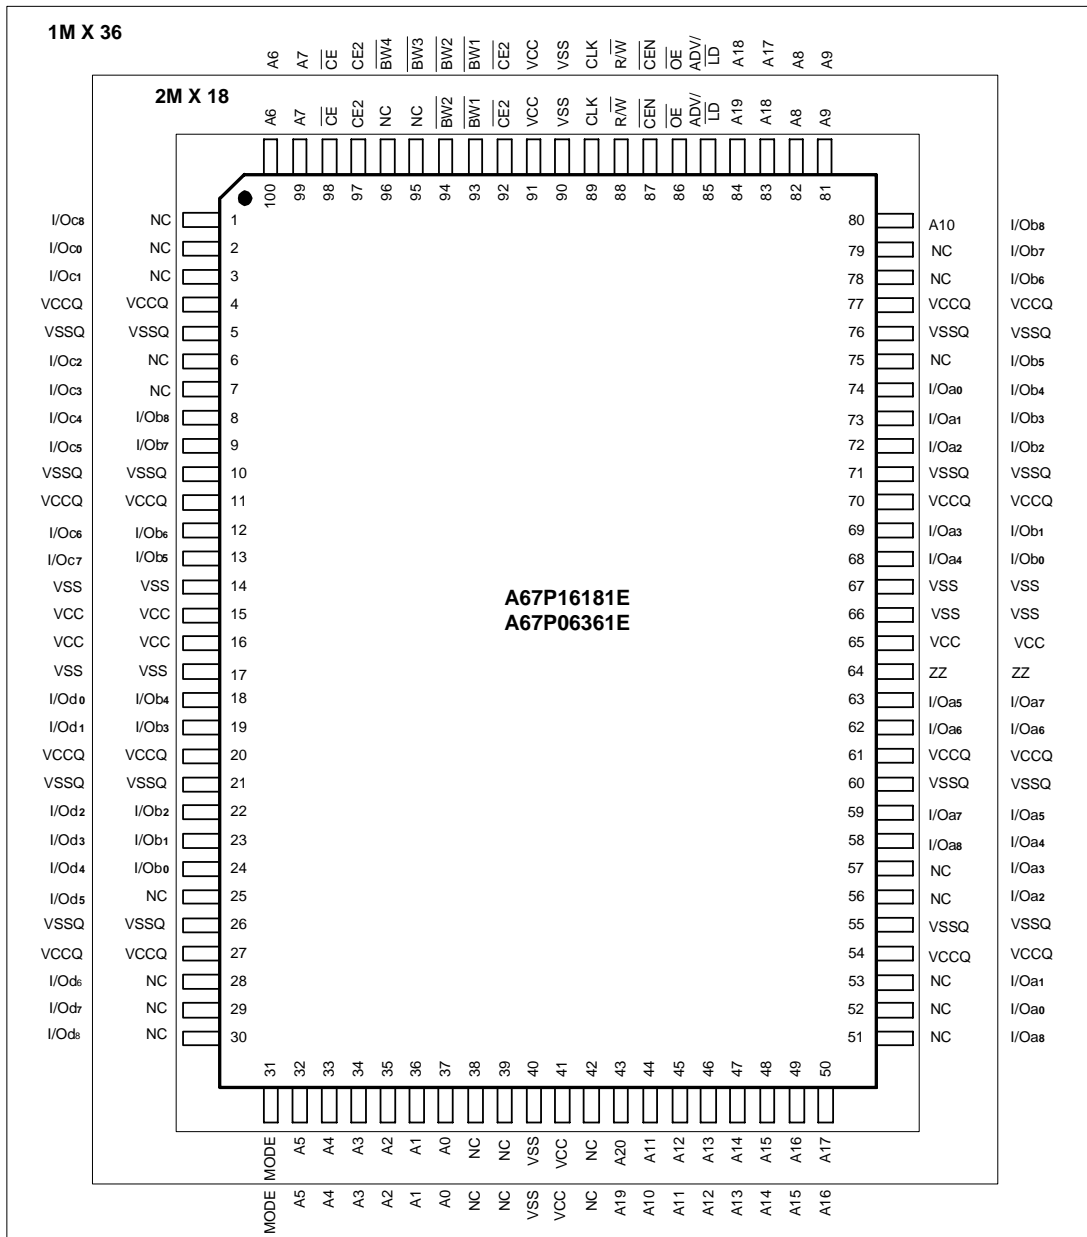 1M X 36
A6 A7 CE CE2 BW4 BW3 BW2 BW1 CE2 VCC VSS CLK R/W CEN OE ADV/LD A18 A17 A8 A9
2M X 18
A6 A7 CE CE2 NC NC BW2 BW1 CE2 VCC VSS CLK R/W CEN OE ADV/LD A19 A18 A8 A9
100 99 98 97 96 95 94 93 92 91 90 89 88 87 86 85 84 83 82 81
I/Oc8 NC 1 80 A10 I/Ob8
I/Oc0 NC 2 79 NC I/Ob7
I/Oc1 NC 3 78 NC I/Ob6
VCCQ VCCQ 4 77 VCCQ VCCQ
VSSQ VSSQ 5 76 VSSQ VSSQ
I/Oc2 NC 6 75 NC I/Ob5
I/Oc3 NC 7 74 I/Oa0 I/Ob4
I/Oc4 I/Ob8 8 73 I/Oa1 I/Ob3
I/Oc5 I/Ob7 9 72 I/Oa2 I/Ob2
VSSQ VSSQ 10 71 VSSQ VSSQ
VCCQ VCCQ 11 70 VCCQ VCCQ
I/Oc6 I/Ob6 12 69 I/Oa3 I/Ob1
I/Oc7 I/Ob5 13 68 I/Oa4 I/Ob0
VSS VSS 14 67 VSS VSS
A67P16181E
VCC VCC 15 66 VSS VSS
A67P06361E
VCC VCC 16 65 VCC VCC
VSS VSS 17 64 ZZ ZZ
I/Od0 I/Ob4 18 63 I/Oa5 I/Oa7
I/Od1 I/Ob3 19 62 I/Oa6 I/Oa6
VCCQ VCCQ 20 61 VCCQ VCCQ
VSSQ VSSQ 21 60 VSSQ VSSQ
I/Od2 I/Ob2 22 59 I/Oa7 I/Oa5
I/Od3 I/Ob1 23 58 I/Oa8 I/Oa4
I/Od4 I/Ob0 24 57 NC I/Oa3
I/Od5 NC 25 56 NC I/Oa2
VSSQ VSSQ 26 55 VSSQ VSSQ
VCCQ VCCQ 27 54 VCCQ VCCQ
I/Od6 NC 28 53 NC I/Oa1
I/Od7 NC 29 52 NC I/Oa0
I/Od8 NC 30 51 NC I/Oa8
31 32 33 34 35 36 37 38 39 40 41 42 43 44 45 46 47 48 49 50
MODE A5 A4 A3 A2 A1 A0 NC NC VSS VCC NC A20 A11 A12 A13 A14 A15 A16 A17
MODE A5 A4 A3 A2 A1 A0 NC NC VSS VCC NC A19 A10 A11 A12 A13 A14 A15 A16